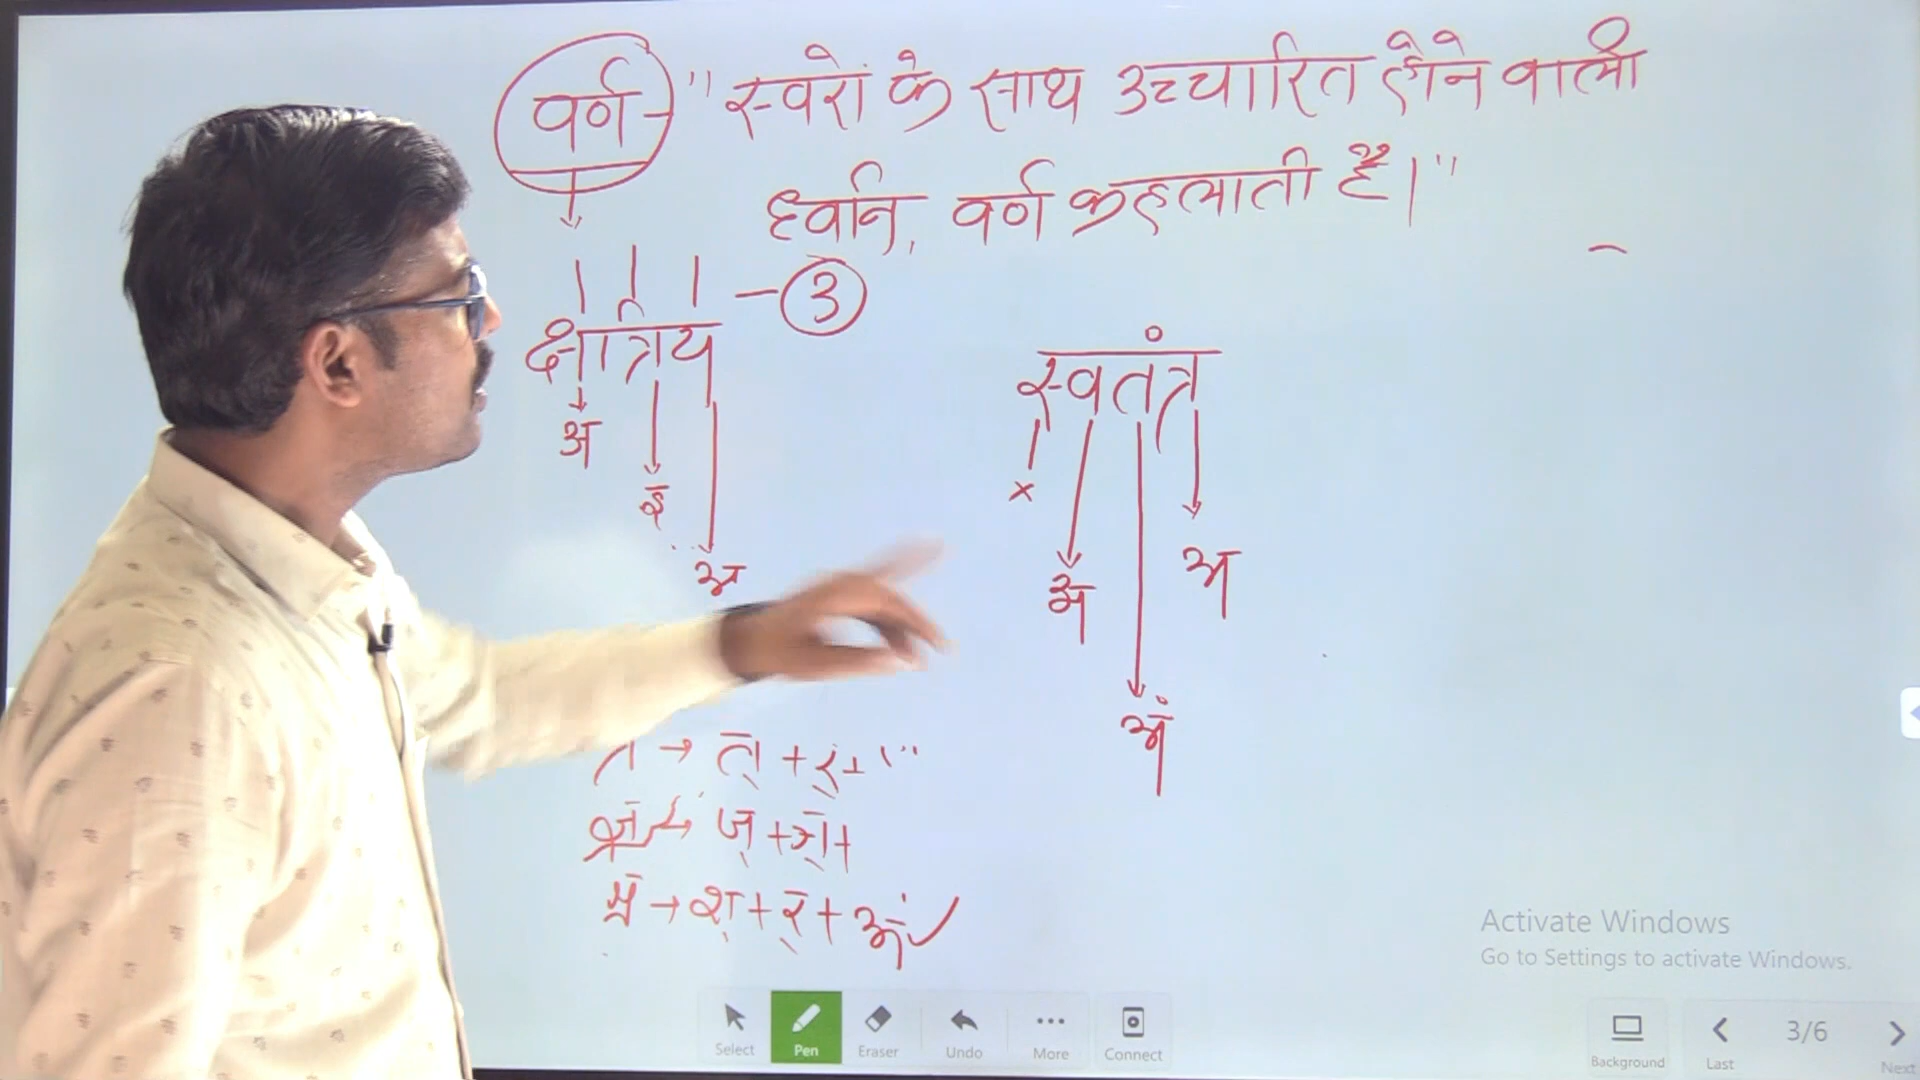 वर्ण - "स्वरों के साथ उच्चारित होने वाली
ध्वनि, वर्ण कहलाती है।"
क्षत्रिय - 3
अ
इ
अ
स्वतंत्र
x
अ
अ
अं
त्र → त् + र् +
ज्ञ → ज् + ञ् +
श्र → श् + र् + अ ✓
Activate Windows
Go to Settings to activate Windows.
Select Pen Eraser Undo More Connect
Background Last 3/6 Next